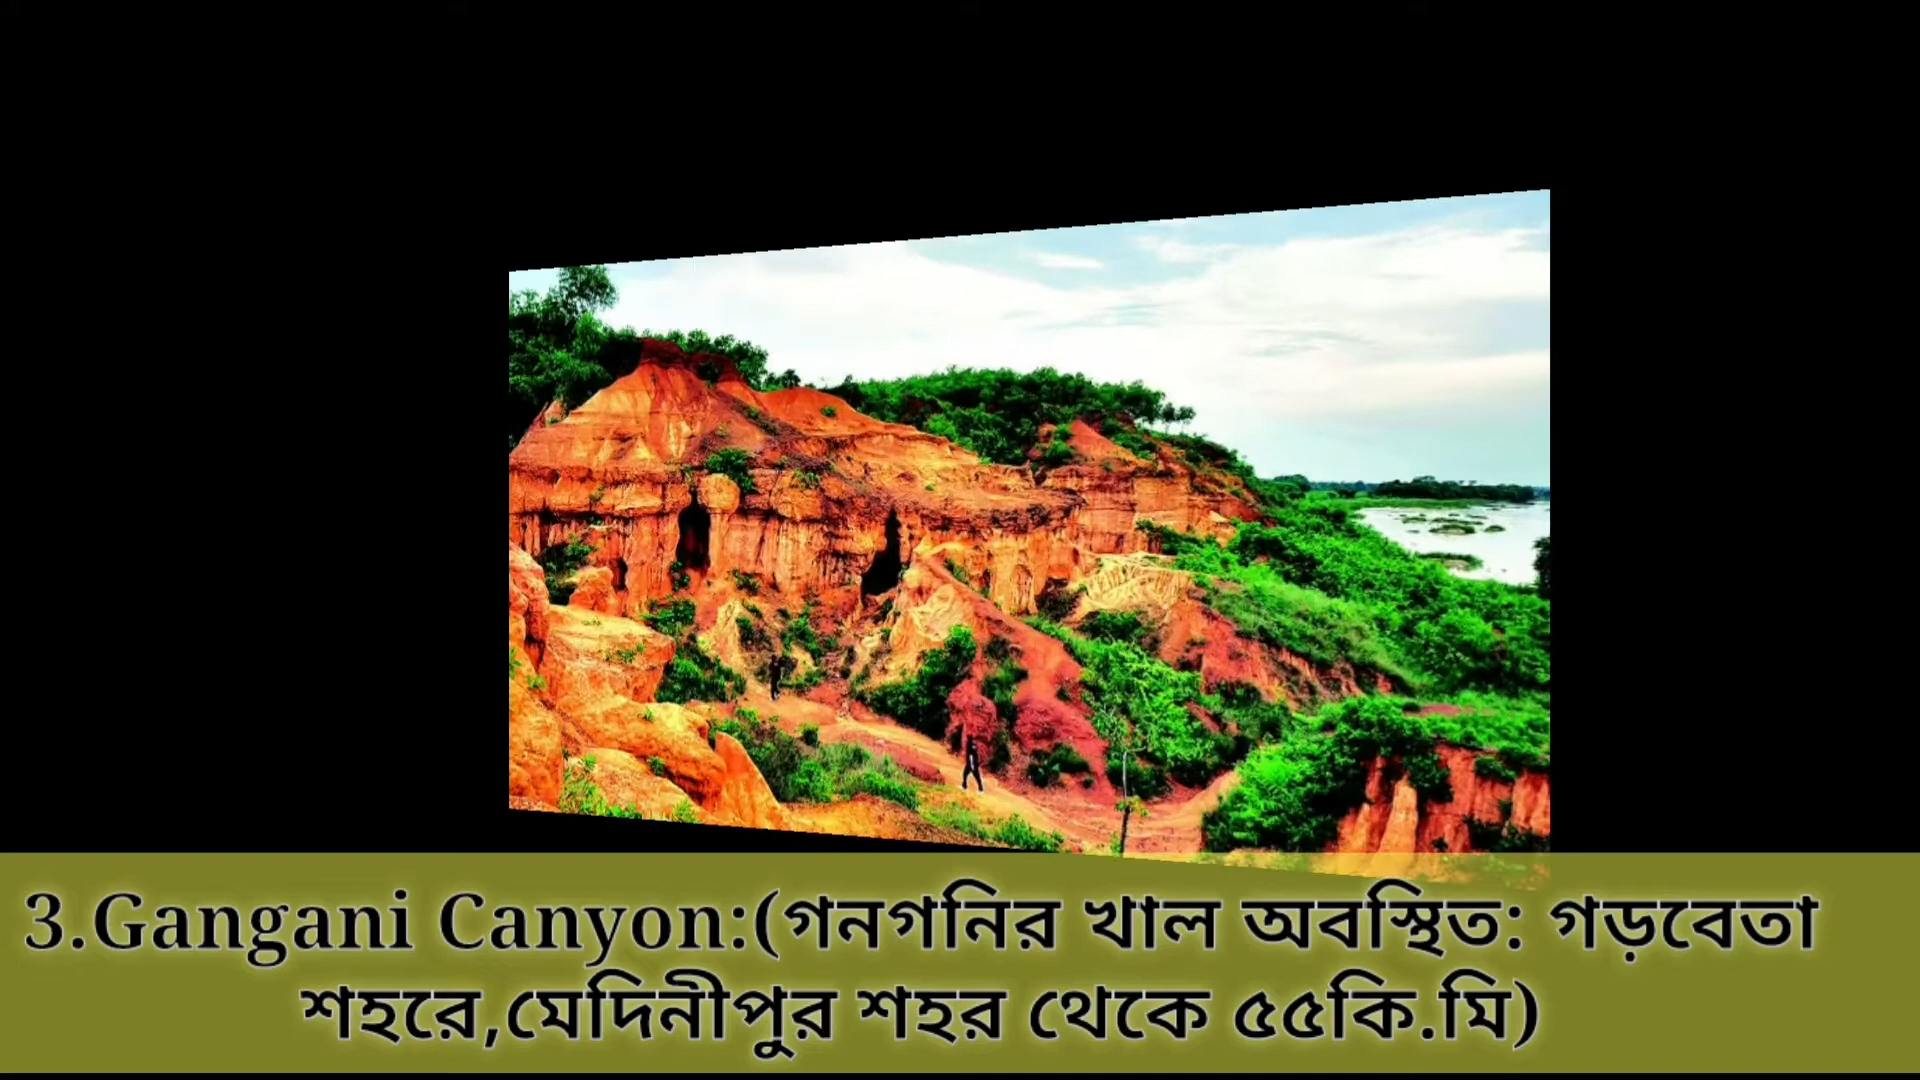 3.Gangani Canyon:(গনগনির খাল অবস্থিত: গড়বেতা
শহরে,মেদিনীপুর শহর থেকে ৫৫কি.মি)